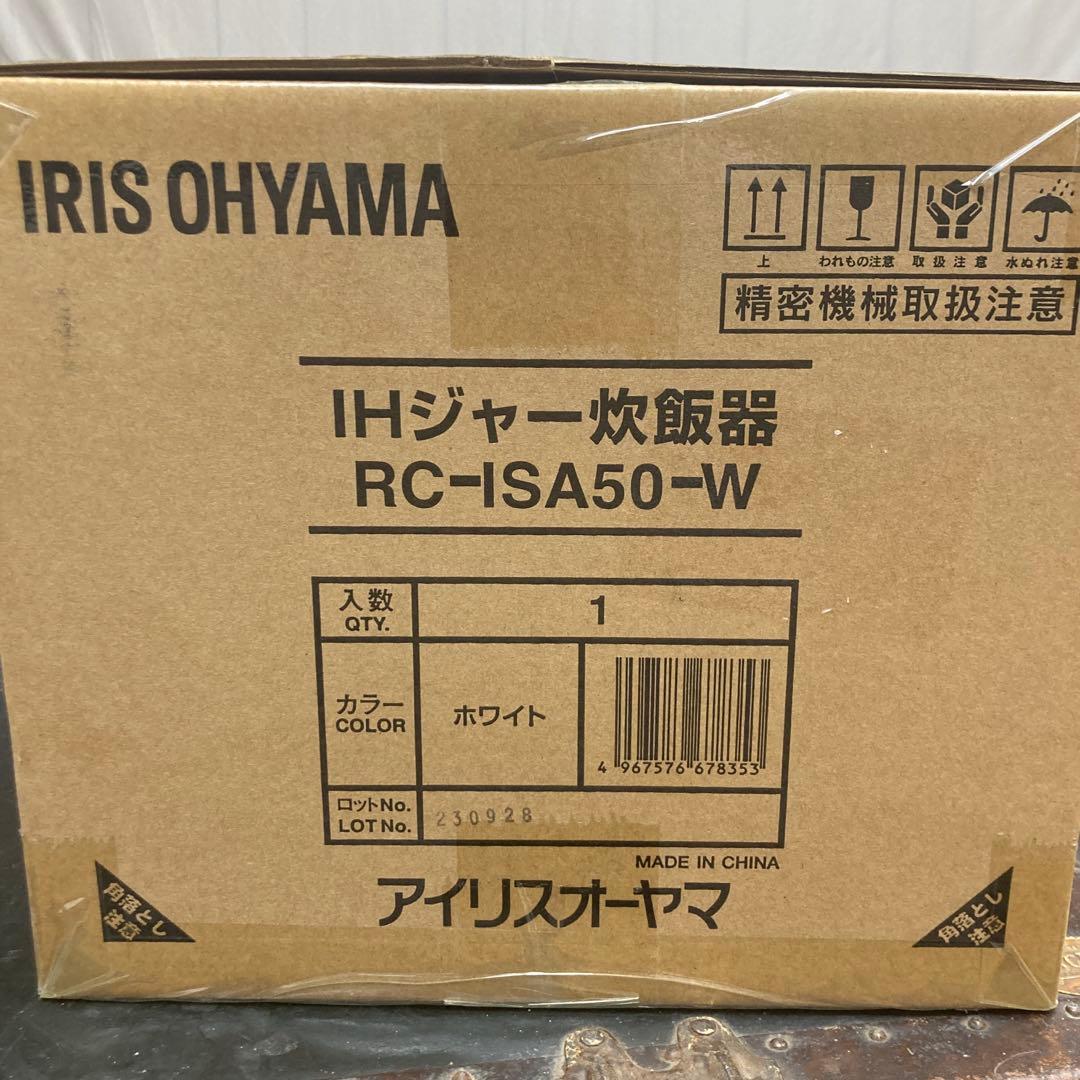 IRIS OHYAMA
上
われもの注意
取扱注意
水ぬれ注意
精密機械取扱注意
IHジャー炊飯器
RC-ISA50-W
入数
QTY.
1
カラー
COLOR
ホワイト
4 967576 678353
ロットNo.
LOT No.
230928
MADE IN CHINA
アイリスオーヤマ
角落とし
注意
角落とし
注意